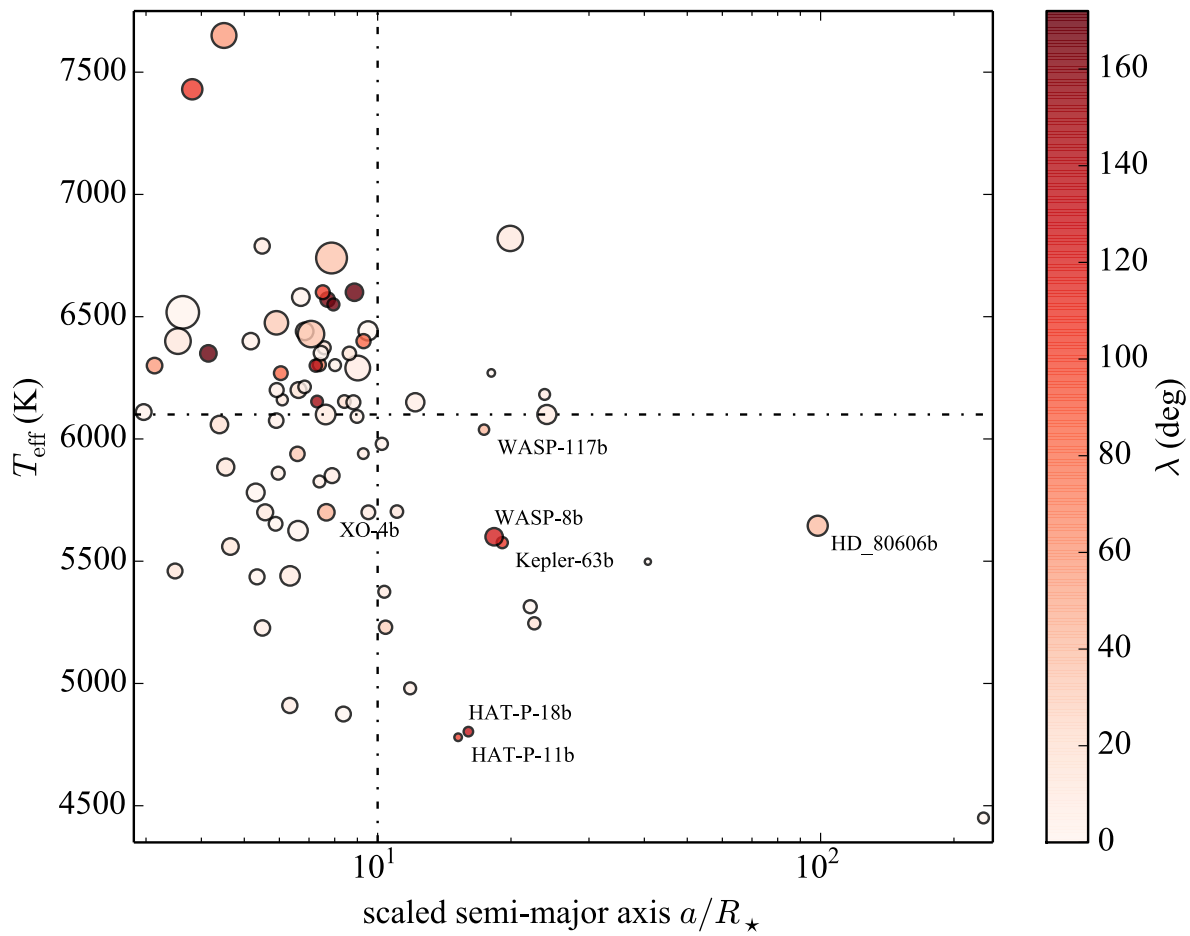 7500
7000
6500
6000
5500
5000
4500
T_eff (K)
WASP-117b
XO-4b
WASP-8b
Kepler-63b
HD_80606b
HAT-P-18b
HAT-P-11b
10^1
10^2
scaled semi-major axis a/R_⋆
160
140
120
100
80
60
40
20
0
λ (deg)